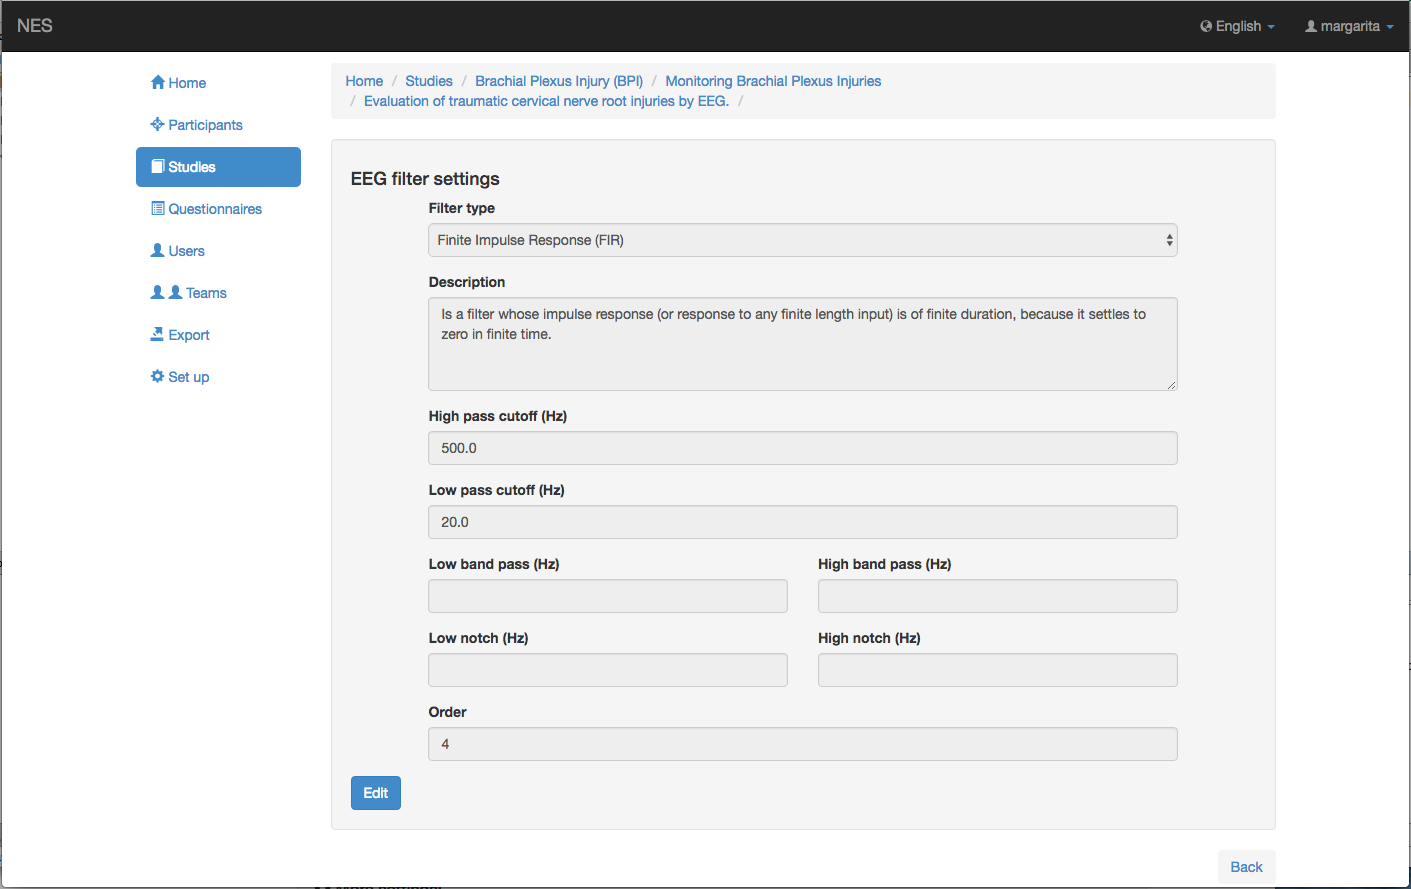 NES
English
margarita
Home
Participants
Studies
Questionnaires
Users
Teams
Export
Set up
Home / Studies / Brachial Plexus Injury (BPI) / Monitoring Brachial Plexus Injuries
/ Evaluation of traumatic cervical nerve root injuries by EEG. /
EEG filter settings
Filter type
Finite Impulse Response (FIR)
Description
Is a filter whose impulse response (or response to any finite length input) is of finite duration, because it settles to
zero in finite time.
High pass cutoff (Hz)
500.0
Low pass cutoff (Hz)
20.0
Low band pass (Hz) High band pass (Hz)
Low notch (Hz) High notch (Hz)
Order
4
Edit
Back